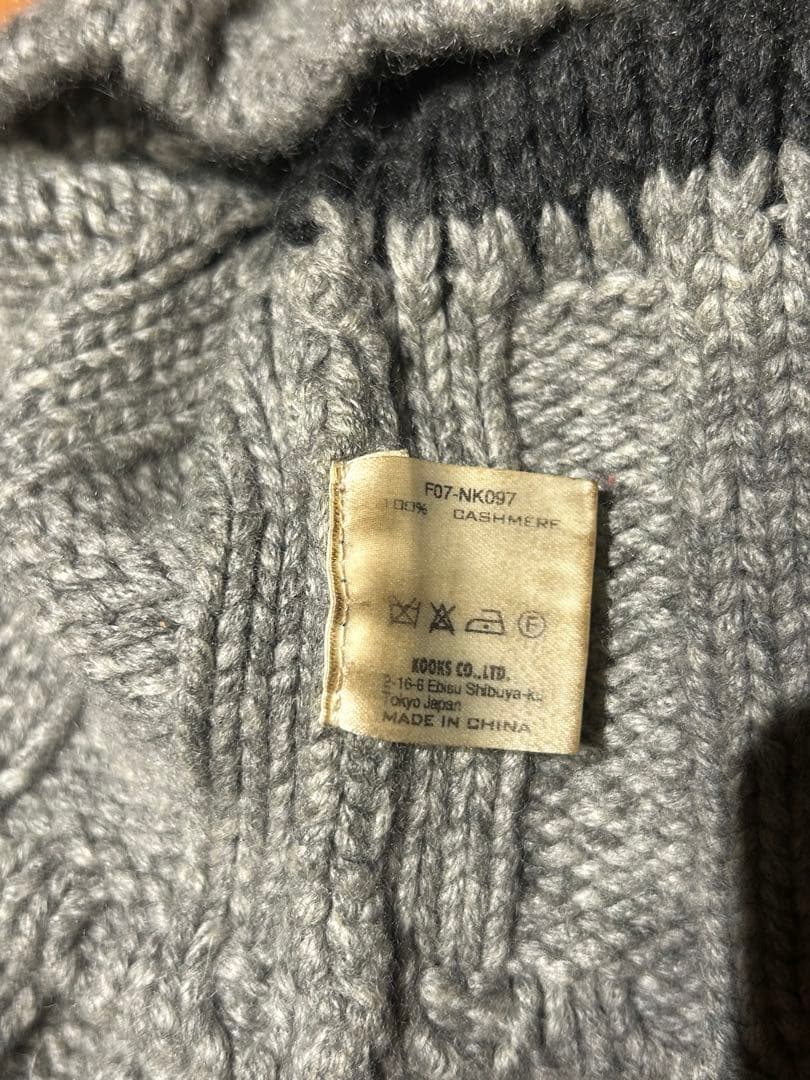 F07-NK097
100% CASHMERE
F
KOOKS CO.,LTD.
2-16-6 Ebisu Shibuya-ku
Tokyo Japan
MADE IN CHINA